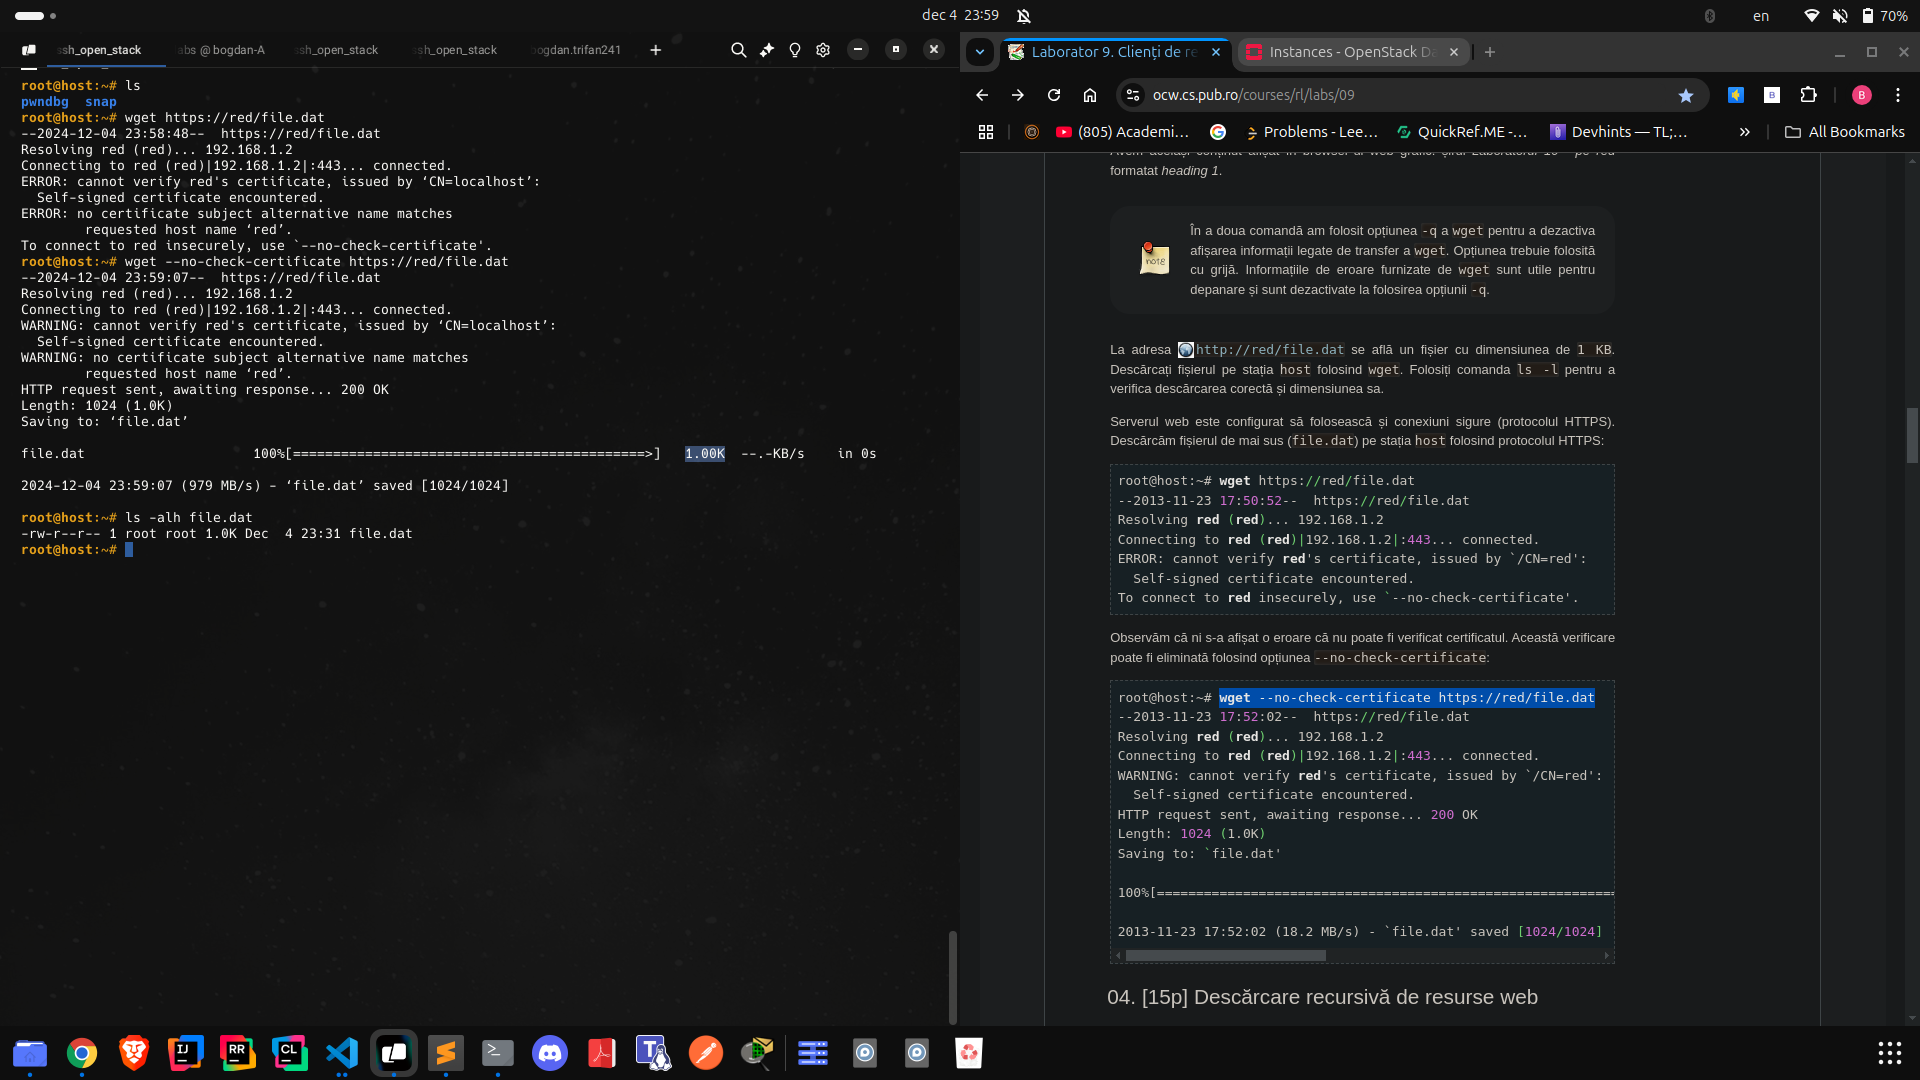 dec 4 23:59
en
70%
ssh_open_stack
abs @ bogdan-A
ssh_open_stack
ssh_open_stack
bogdan.trifan241
root@host:~# ls
pwndbg snap
root@host:~# wget https://red/file.dat
--2024-12-04 23:58:48-- https://red/file.dat
Resolving red (red)... 192.168.1.2
Connecting to red (red)|192.168.1.2|:443... connected.
ERROR: cannot verify red's certificate, issued by ‘CN=localhost’:
Self-signed certificate encountered.
ERROR: no certificate subject alternative name matches
requested host name ‘red’.
To connect to red insecurely, use `--no-check-certificate'.
root@host:~# wget --no-check-certificate https://red/file.dat
--2024-12-04 23:59:07-- https://red/file.dat
Resolving red (red)... 192.168.1.2
Connecting to red (red)|192.168.1.2|:443... connected.
WARNING: cannot verify red's certificate, issued by ‘CN=localhost’:
Self-signed certificate encountered.
WARNING: no certificate subject alternative name matches
requested host name ‘red’.
HTTP request sent, awaiting response... 200 OK
Length: 1024 (1.0K)
Saving to: ‘file.dat’
file.dat 100%[============================================>] 1.00K --.-KB/s in 0s
2024-12-04 23:59:07 (979 MB/s) - ‘file.dat’ saved [1024/1024]
root@host:~# ls -alh file.dat
-rw-r--r-- 1 root root 1.0K Dec 4 23:31 file.dat
root@host:~#
Laborator 9. Clienți de re
Instances - OpenStack Da
ocw.cs.pub.ro/courses/rl/labs/09
B
B
(805) Academi...
Problems - Lee...
QuickRef.ME -...
Devhints — TL;...
»
All Bookmarks
formatat heading 1.
În a doua comandă am folosit opțiunea -q a wget pentru a dezactiva
afișarea informații legate de transfer a wget. Opțiunea trebuie folosită
cu grijă. Informațiile de eroare furnizate de wget sunt utile pentru
depanare și sunt dezactivate la folosirea opțiunii -q.
NOTE
La adresa http://red/file.dat se află un fișier cu dimensiunea de 1 KB.
Descărcați fișierul pe stația host folosind wget. Folosiți comanda ls -l pentru a
verifica descărcarea corectă și dimensiunea sa.
Serverul web este configurat să folosească și conexiuni sigure (protocolul HTTPS).
Descărcăm fișierul de mai sus (file.dat) pe stația host folosind protocolul HTTPS:
root@host:~# wget https://red/file.dat
--2013-11-23 17:50:52-- https://red/file.dat
Resolving red (red)... 192.168.1.2
Connecting to red (red)|192.168.1.2|:443... connected.
ERROR: cannot verify red's certificate, issued by `/CN=red':
Self-signed certificate encountered.
To connect to red insecurely, use `--no-check-certificate'.
Observăm că ni s-a afișat o eroare că nu poate fi verificat certificatul. Această verificare
poate fi eliminată folosind opțiunea --no-check-certificate:
root@host:~# wget --no-check-certificate https://red/file.dat
--2013-11-23 17:52:02-- https://red/file.dat
Resolving red (red)... 192.168.1.2
Connecting to red (red)|192.168.1.2|:443... connected.
WARNING: cannot verify red's certificate, issued by `/CN=red':
Self-signed certificate encountered.
HTTP request sent, awaiting response... 200 OK
Length: 1024 (1.0K)
Saving to: `file.dat'
100%[==========================================================
2013-11-23 17:52:02 (18.2 MB/s) - `file.dat' saved [1024/1024]
04. [15p] Descărcare recursivă de resurse web
IJ
RR
CL
T